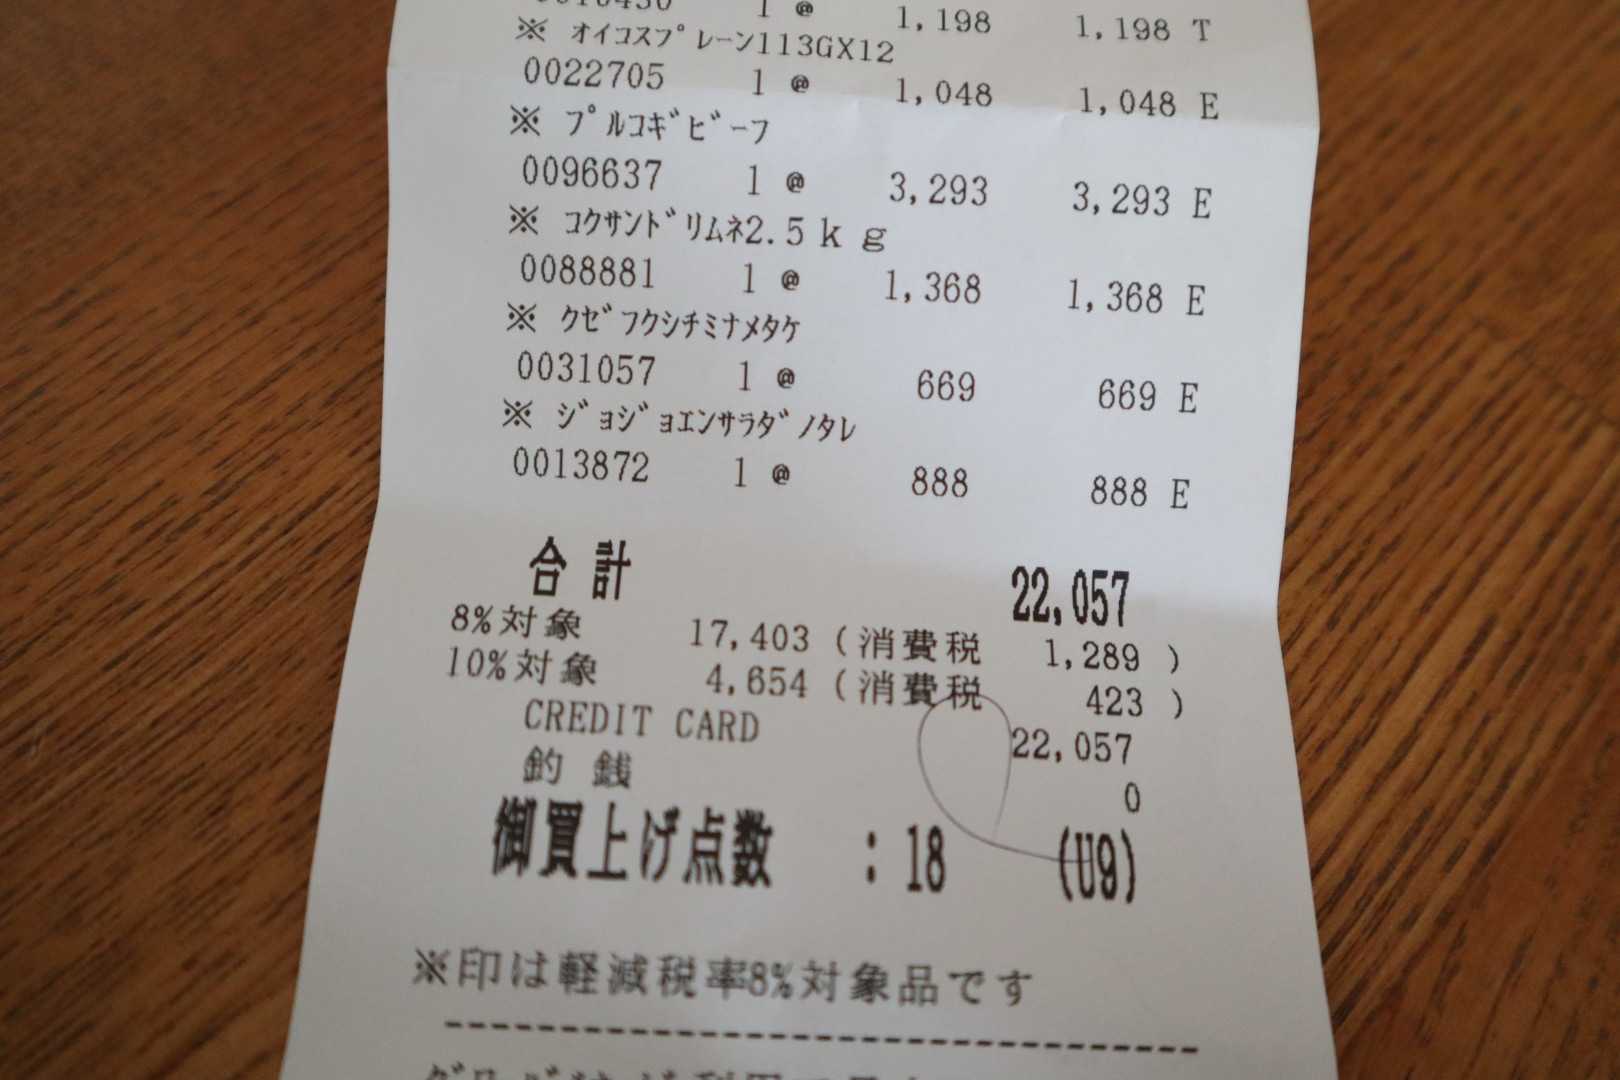 1 @ 1,198 1,198 T
※ オイコスプレーン113GX12
0022705 1 @ 1,048 1,048 E
※ プルコギビーフ
0096637 1 @ 3,293 3,293 E
※ コクサンドリムネ2.5kg
0088881 1 @ 1,368 1,368 E
※ クゼフクシチミナメタケ
0031057 1 @ 669 669 E
※ ジョジョエンサラダノタレ
0013872 1 @ 888 888 E
合計 22,057
8%対象 17,403 (消費税 1,289 )
10%対象 4,654 (消費税 423 )
CREDIT CARD 22,057
釣銭 0
御買上げ点数 : 18 (U9)
※印は軽減税率8%対象品です